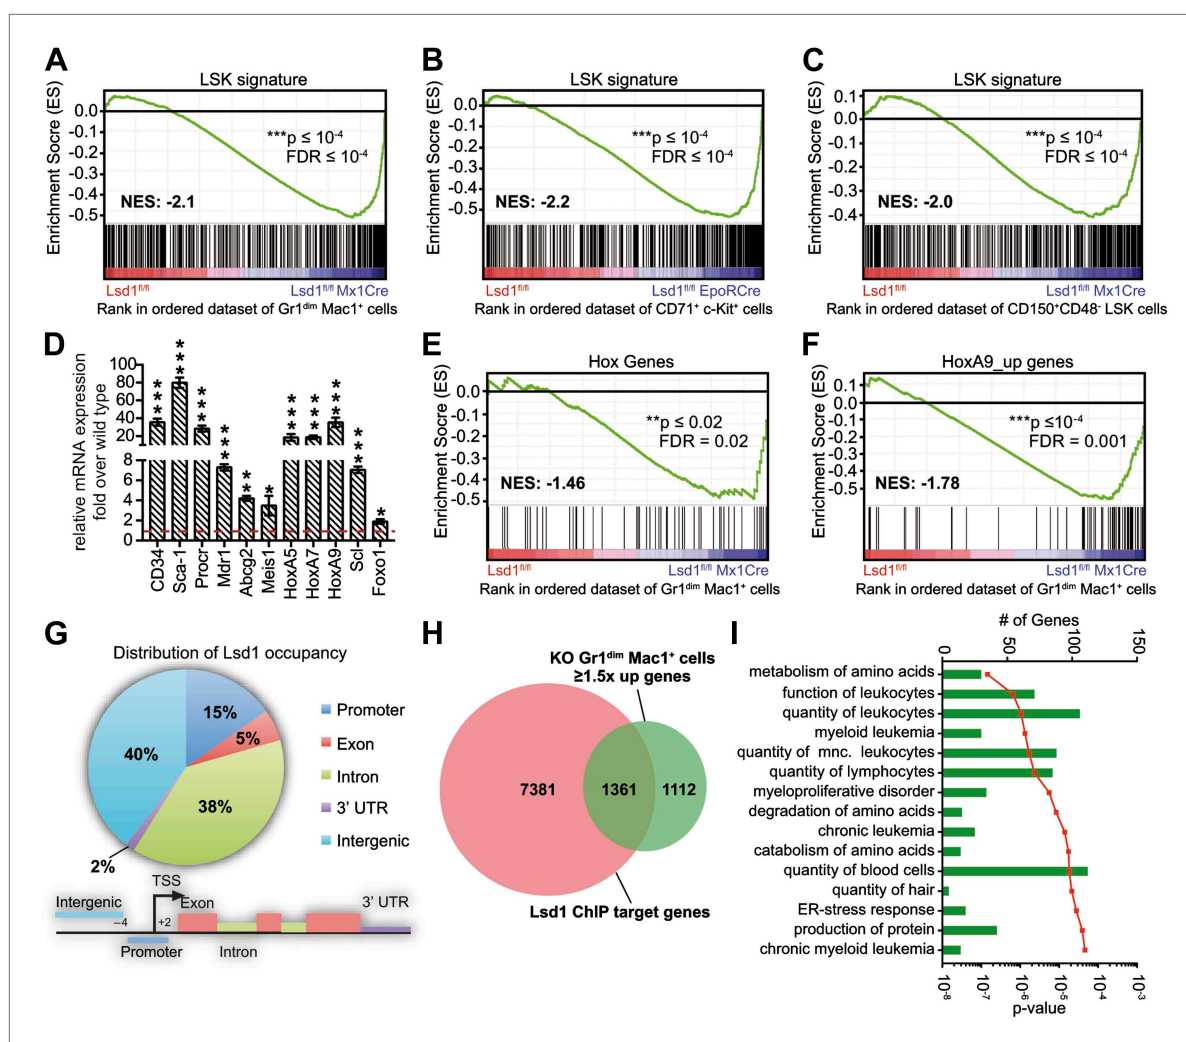 A
LSK signature
Enrichment Socre (ES)
0.0
-0.1
-0.2
-0.3
-0.4
-0.5
***p ≤ 10-4
FDR ≤ 10-4
NES: -2.1
Lsd1fl/fl
Lsd1fl/fl Mx1Cre
Rank in ordered dataset of Gr1dim Mac1+ cells
B
LSK signature
Enrichment Socre (ES)
0.0
-0.1
-0.2
-0.3
-0.4
-0.5
***p ≤ 10-4
FDR ≤ 10-4
NES: -2.2
Lsd1fl/fl
Lsd1fl/fl EpoRCre
Rank in ordered dataset of CD71+ c-Kit+ cells
C
LSK signature
Enrichment Socre (ES)
0.1
0.0
-0.1
-0.2
-0.3
-0.4
***p ≤ 10-4
FDR ≤ 10-4
NES: -2.0
Lsd1fl/fl
Lsd1fl/fl Mx1Cre
Rank in ordered dataset of CD150+CD48- LSK cells
D
relative mRNA expression
fold over wild type
100
80
60
40
20
8
6
4
2
0
***
***
***
***
**
*
***
***
***
***
*
CD34
Sca-1
Procr
Mdr1
Abcg2
Meis1
HoxA5
HoxA7
HoxA9
Scl
Foxo1
E
Hox Genes
Enrichment Socre (ES)
0.0
-0.1
-0.2
-0.3
-0.4
-0.5
**p ≤ 0.02
FDR = 0.02
NES: -1.46
Lsd1fl/fl
Lsd1fl/fl Mx1Cre
Rank in ordered dataset of Gr1dim Mac1+ cells
F
HoxA9_up genes
Enrichment Socre (ES)
0.1
0.0
-0.1
-0.2
-0.3
-0.4
-0.5
***p ≤10-4
FDR = 0.001
NES: -1.78
Lsd1fl/fl
Lsd1fl/fl Mx1Cre
Rank in ordered dataset of Gr1dim Mac1+ cells
G
Distribution of Lsd1 occupancy
15%
5%
40%
38%
2%
Promoter
Exon
Intron
3' UTR
Intergenic
TSS
Intergenic
Exon
3' UTR
−4
+2
Promoter
Intron
H
KO Gr1dim Mac1+ cells
≥1.5x up genes
7381
1361
1112
Lsd1 ChIP target genes
I
# of Genes
0
50
100
150
metabolism of amino acids
function of leukocytes
quantity of leukocytes
myeloid leukemia
quantity of mnc. leukocytes
quantity of lymphocytes
myeloproliferative disorder
degradation of amino acids
chronic leukemia
catabolism of amino acids
quantity of blood cells
quantity of hair
ER-stress response
production of protein
chronic myeloid leukemia
10-8
10-7
10-6
10-5
10-4
10-3
p-value